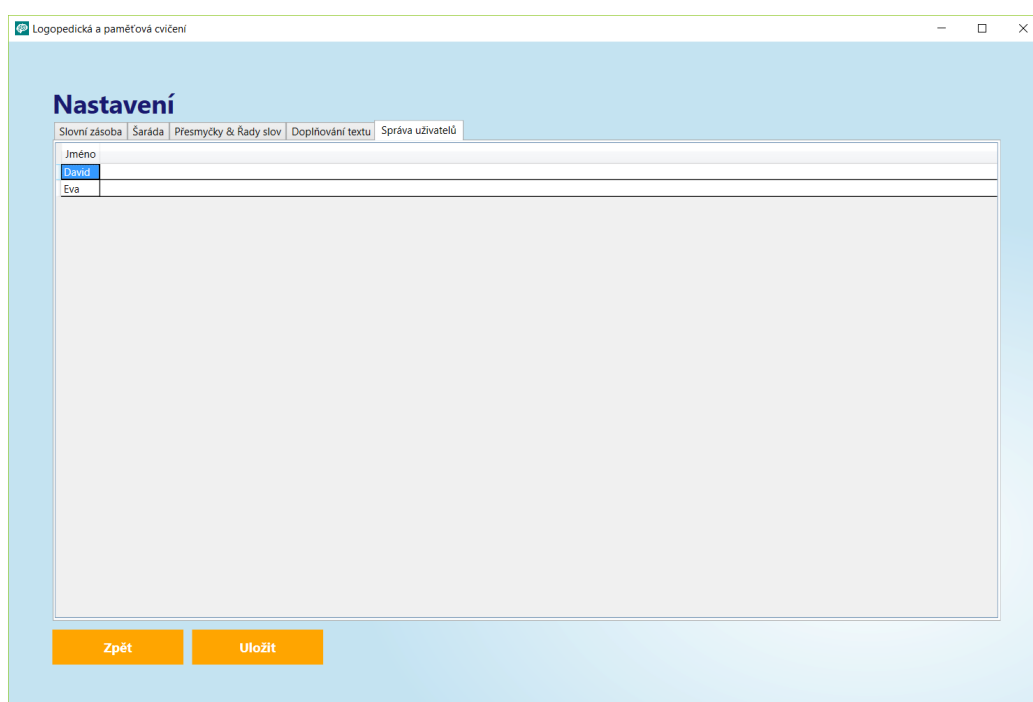 Logopedická a paměťová cvičení
Nastavení
Slovní zásoba Šaráda Přesmyčky & Řady slov Doplňování textu Správa uživatelů
Jméno
David
Eva
Zpět Uložit